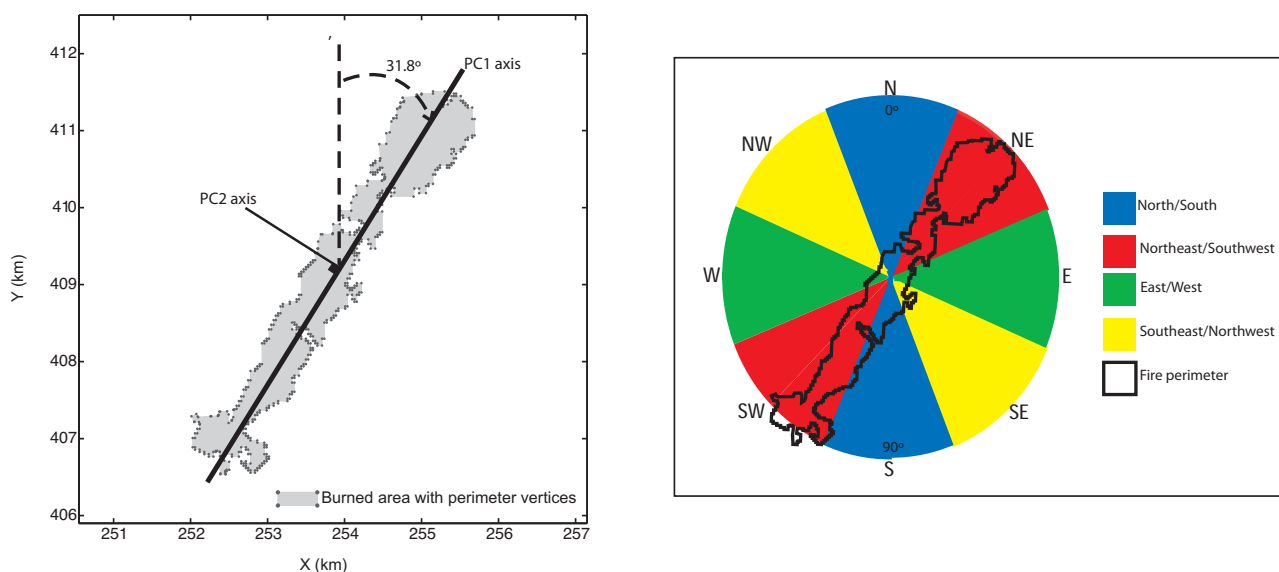 412
411
410
409
408
407
406
251
252
253
254
255
256
257
Y (km)
X (km)
31.8º
PC1 axis
PC2 axis
Burned area with perimeter vertices
N
0º
NE
E
SE
90º
S
SW
W
NW
North/South
Northeast/Southwest
East/West
Southeast/Northwest
Fire perimeter